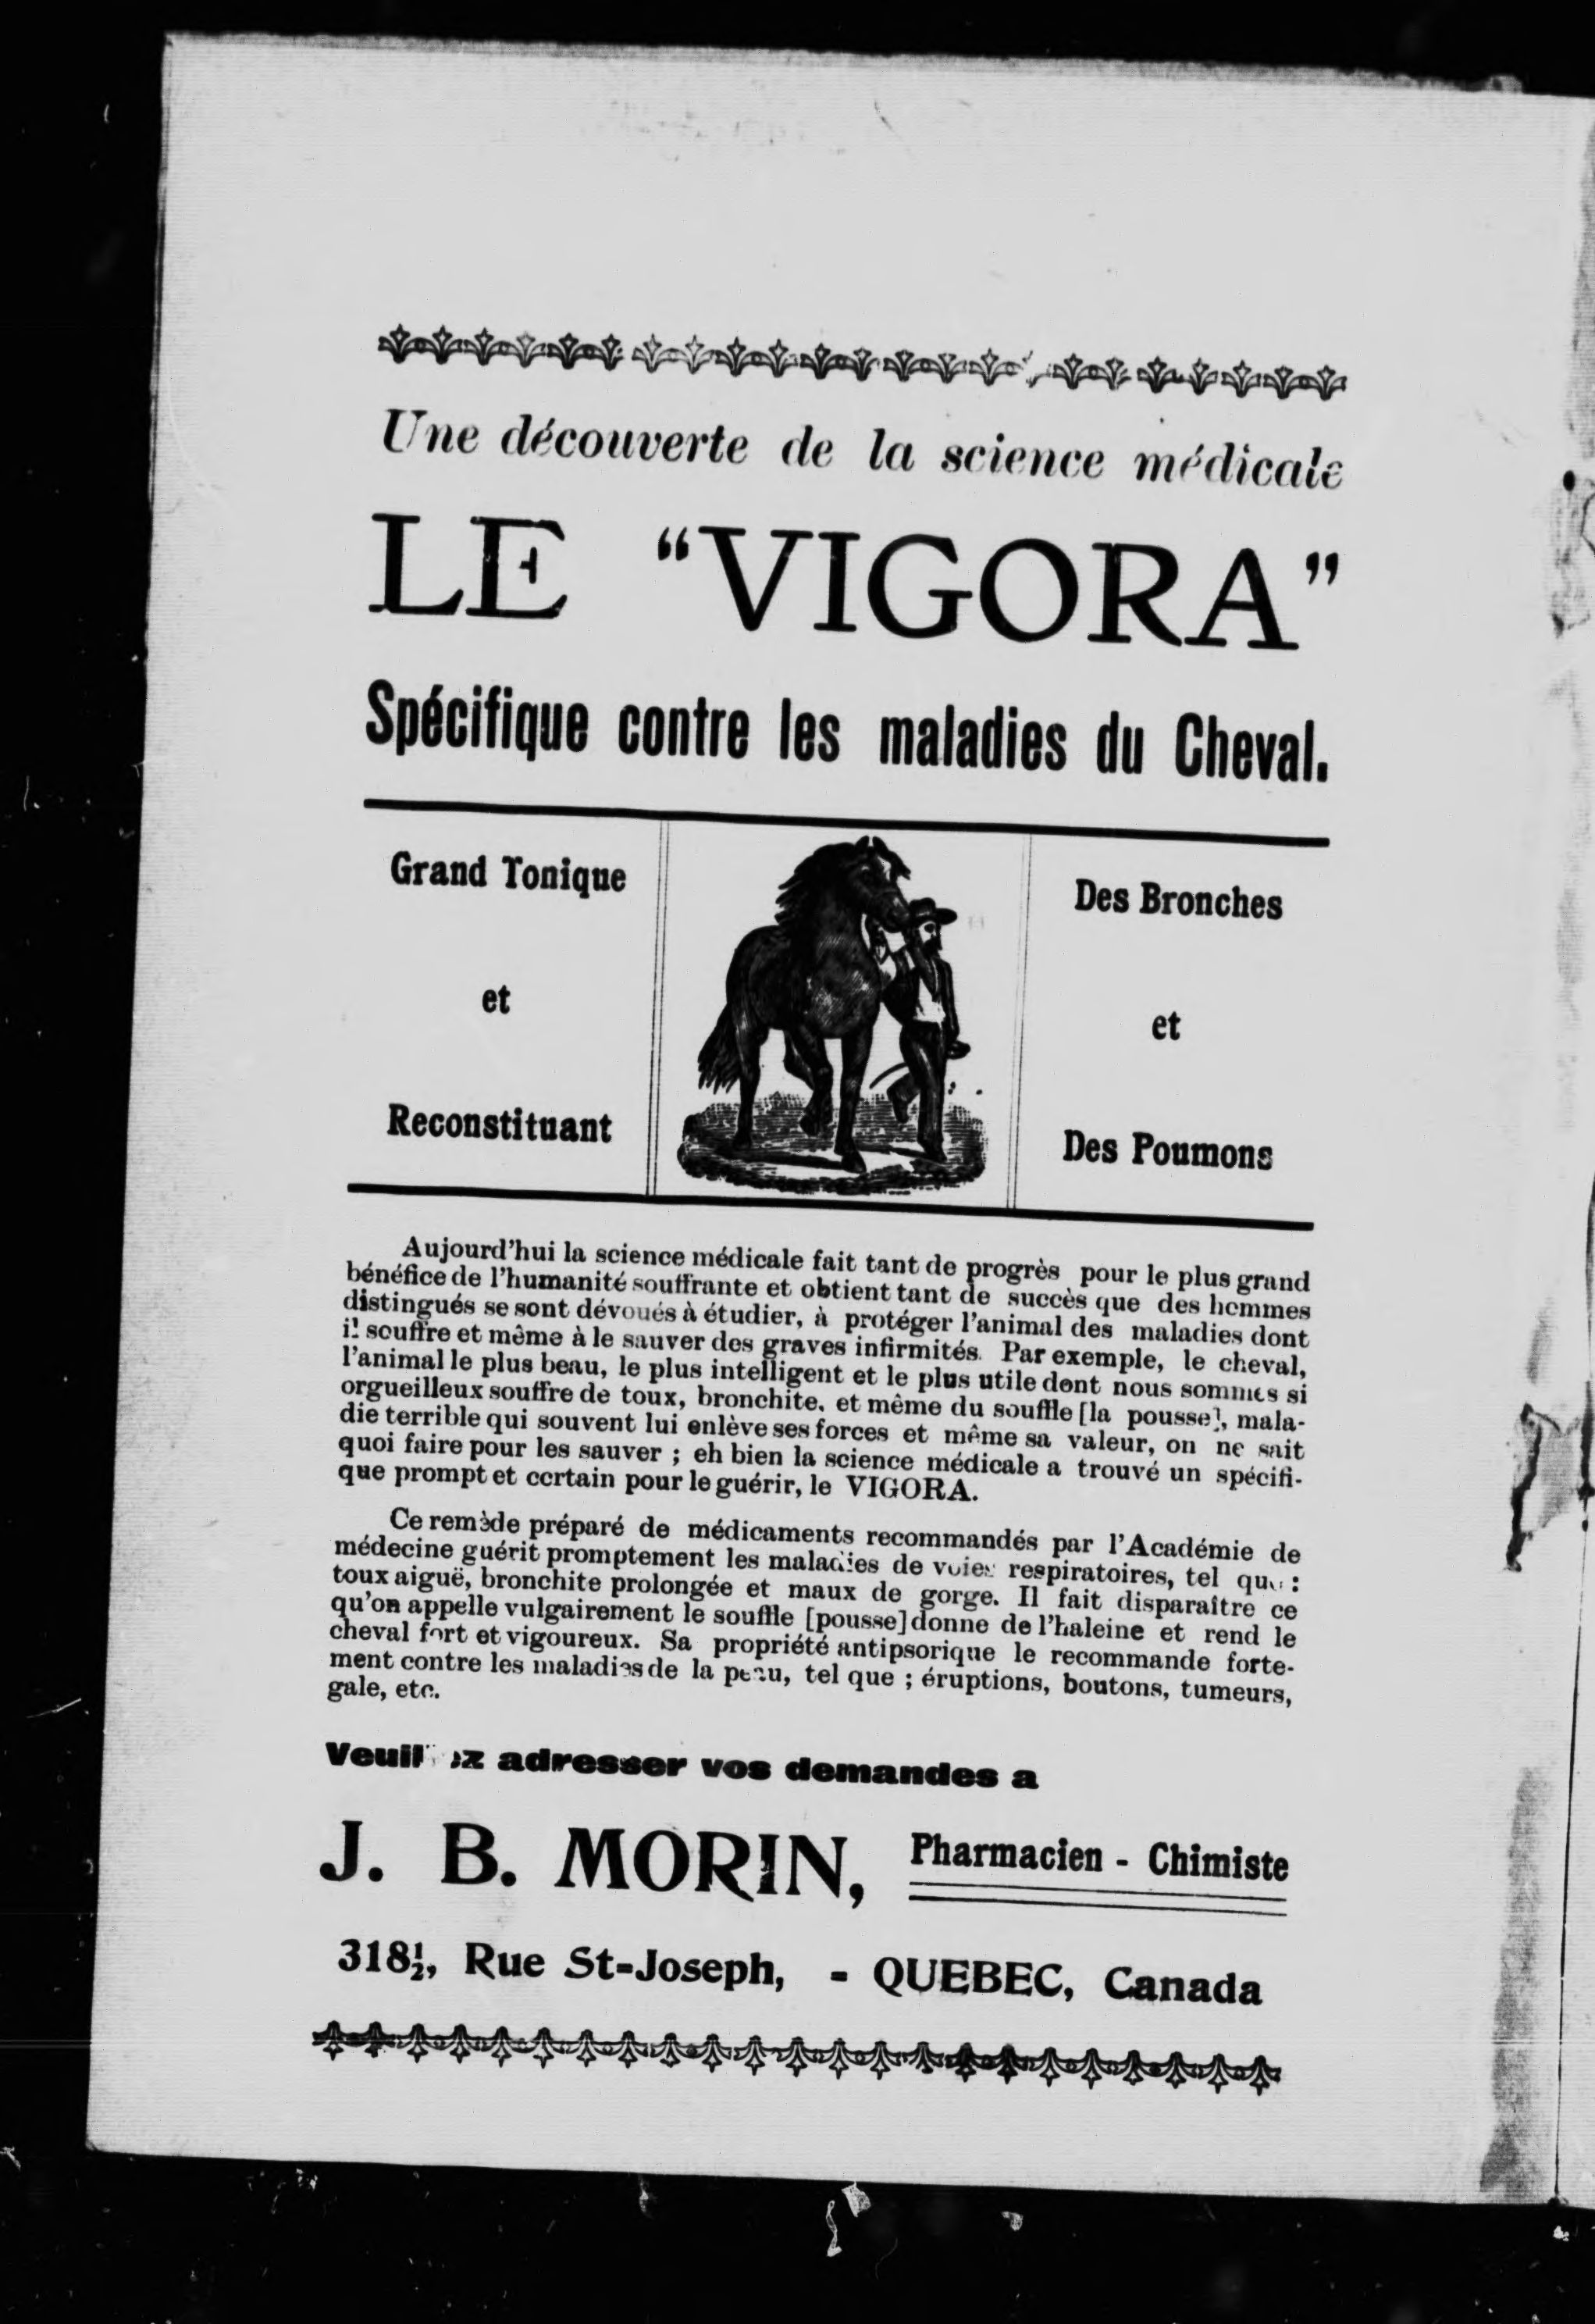 Une découverte de la science médicale
LE “VIGORA”
Spécifique contre les maladies du Cheval.
Grand Tonique
et
Reconstituant
Des Bronches
et
Des Poumons
Aujourd'hui la science médicale fait tant de progrès pour le plus grand
bénéfice de l'humanité souffrante et obtient tant de succès que des hommes
distingués se sont dévoués à étudier, à protéger l'animal des maladies dont
il souffre et même à le sauver des graves infirmités. Par exemple, le cheval,
l'animal le plus beau, le plus intelligent et le plus utile dont nous sommes si
orgueilleux souffre de toux, bronchite, et même du souffle [la pousse], mala-
die terrible qui souvent lui enlève ses forces et même sa valeur, on ne sait
quoi faire pour les sauver ; eh bien la science médicale a trouvé un spécifi-
que prompt et certain pour le guérir, le VIGORA.
Ce remède préparé de médicaments recommandés par l'Académie de
médecine guérit promptement les maladies de voies respiratoires, tel que :
toux aiguë, bronchite prolongée et maux de gorge. Il fait disparaître ce
qu'on appelle vulgairement le souffle [pousse] donne de l'haleine et rend le
cheval fort et vigoureux. Sa propriété antipsorique le recommande forte-
ment contre les maladies de la peau, tel que ; éruptions, boutons, tumeurs,
gale, etc.
Veuillez adresser vos demandes a
J. B. MORIN, Pharmacien - Chimiste
318½, Rue St=Joseph, - QUEBEC, Canada